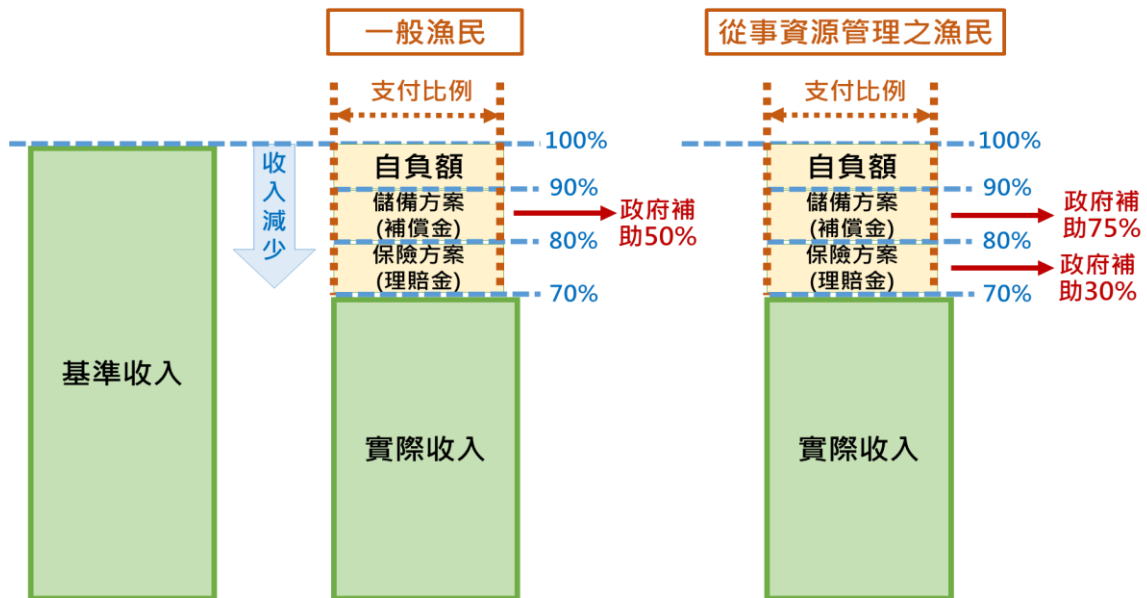 一般漁民
從事資源管理之漁民
支付比例
支付比例
100%
100%
收入減少
自負額
自負額
90%
90%
儲備方案
(補償金)
政府補
助50%
儲備方案
(補償金)
政府補
助75%
80%
80%
保險方案
(理賠金)
保險方案
(理賠金)
政府補
助30%
70%
70%
基準收入
實際收入
實際收入